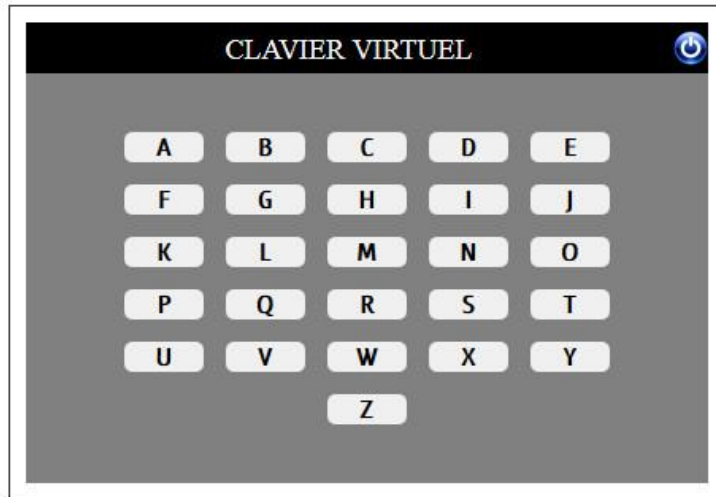 CLAVIER VIRTUEL
A B C D E
F G H I J
K L M N O
P Q R S T
U V W X Y
Z